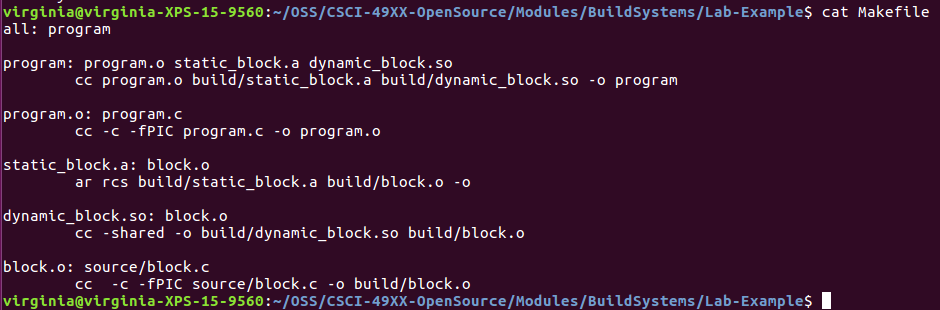 virginia@virginia-XPS-15-9560:~/OSS/CSCI-49XX-OpenSource/Modules/BuildSystems/Lab-Example$ cat Makefile
all: program
program: program.o static_block.a dynamic_block.so
cc program.o build/static_block.a build/dynamic_block.so -o program
program.o: program.c
cc -c -fPIC program.c -o program.o
static_block.a: block.o
ar rcs build/static_block.a build/block.o -o
dynamic_block.so: block.o
cc -shared -o build/dynamic_block.so build/block.o
block.o: source/block.c
cc  -c -fPIC source/block.c -o build/block.o
virginia@virginia-XPS-15-9560:~/OSS/CSCI-49XX-OpenSource/Modules/BuildSystems/Lab-Example$